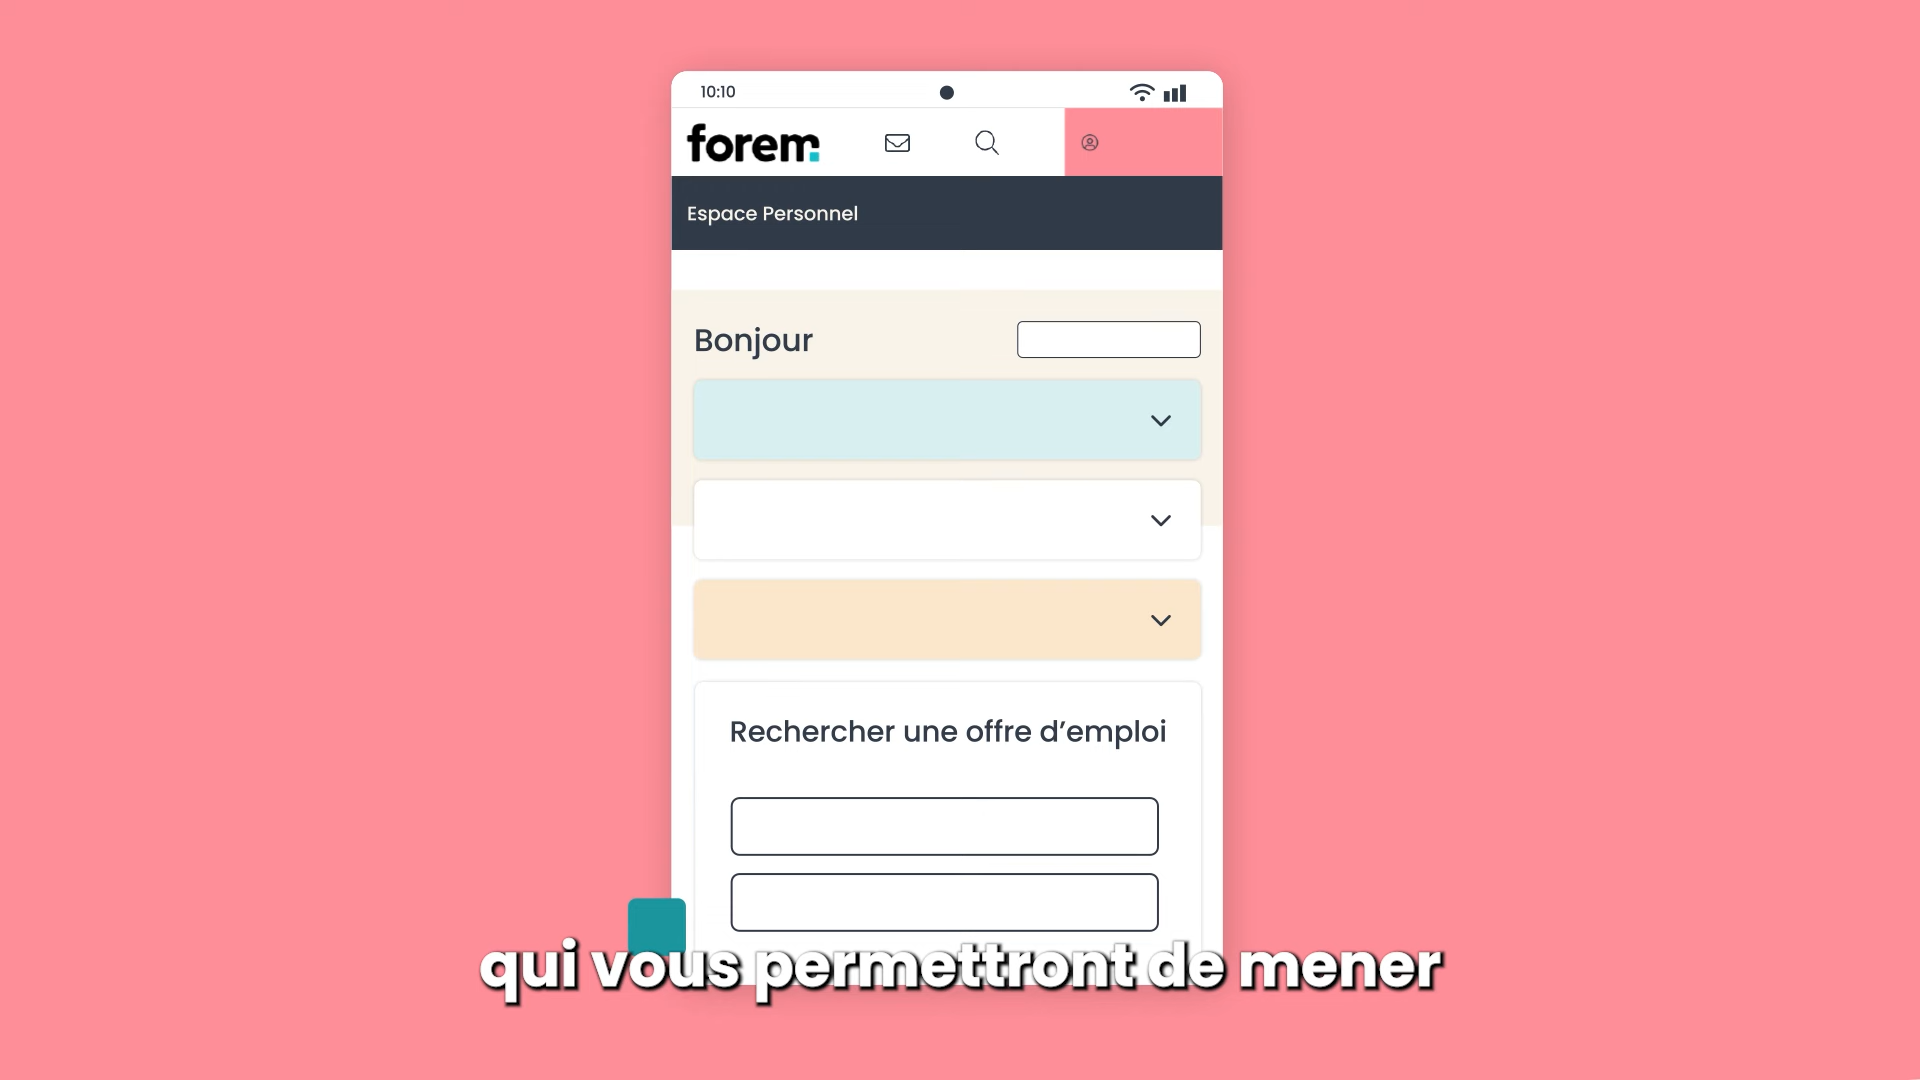 10:10
forem.
Espace Personnel
Bonjour
Rechercher une offre d’emploi
qui vous permettront de mener